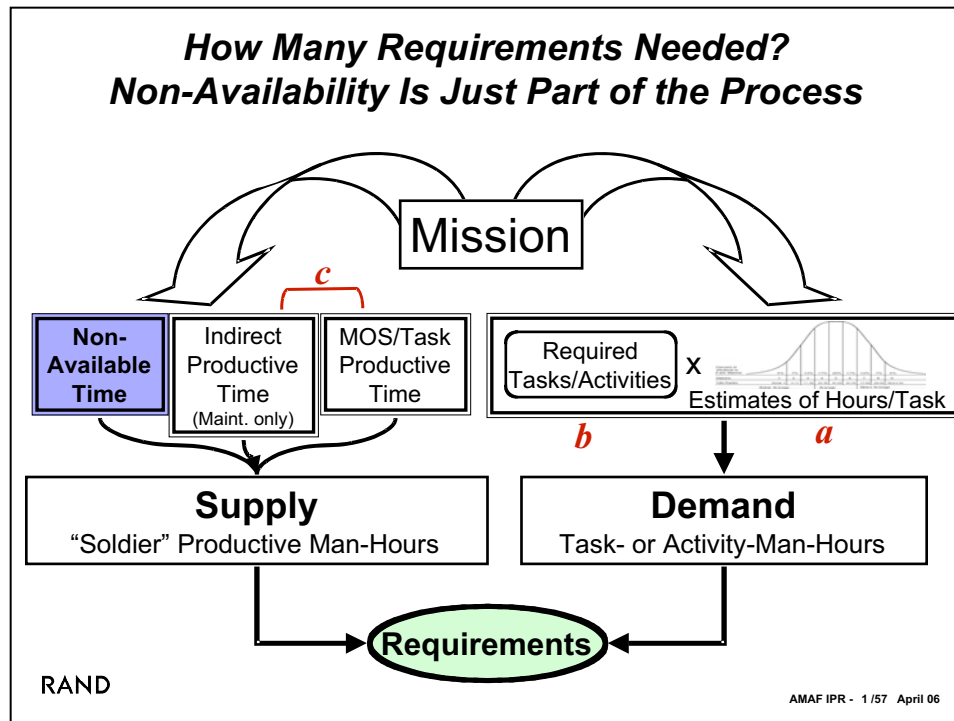 How Many Requirements Needed?
Non-Availability Is Just Part of the Process
Mission
c
Non-
Available
Time
Indirect
Productive
Time
(Maint. only)
MOS/Task
Productive
Time
Required
Tasks/Activities
x
Estimates of Hours/Task
b
a
Supply
“Soldier” Productive Man-Hours
Demand
Task- or Activity-Man-Hours
Requirements
RAND
AMAF IPR - 1 /57 April 06